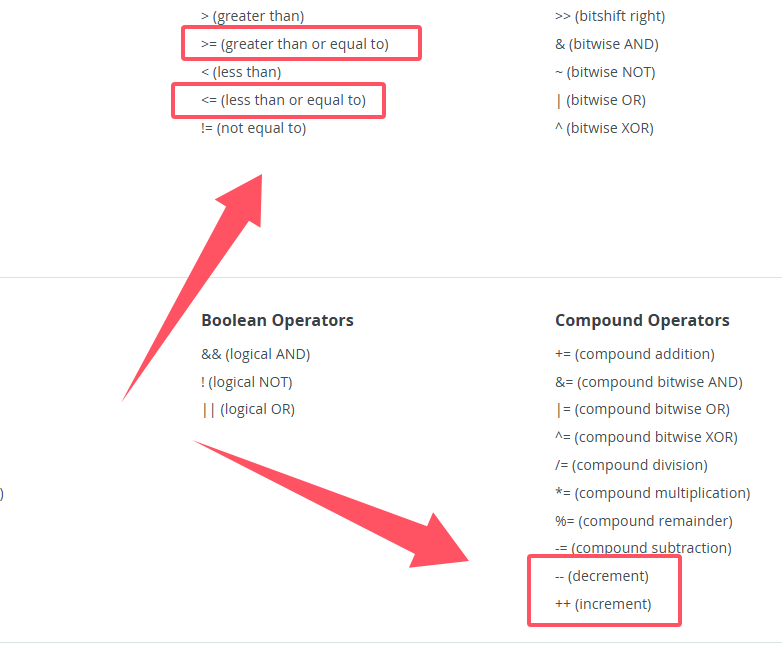 > (greater than)
>= (greater than or equal to)
< (less than)
<= (less than or equal to)
!= (not equal to)
>> (bitshift right)
& (bitwise AND)
~ (bitwise NOT)
| (bitwise OR)
^ (bitwise XOR)
)
Boolean Operators
&& (logical AND)
! (logical NOT)
|| (logical OR)
Compound Operators
+= (compound addition)
&= (compound bitwise AND)
|= (compound bitwise OR)
^= (compound bitwise XOR)
/= (compound division)
*= (compound multiplication)
%= (compound remainder)
-= (compound subtraction)
-- (decrement)
++ (increment)